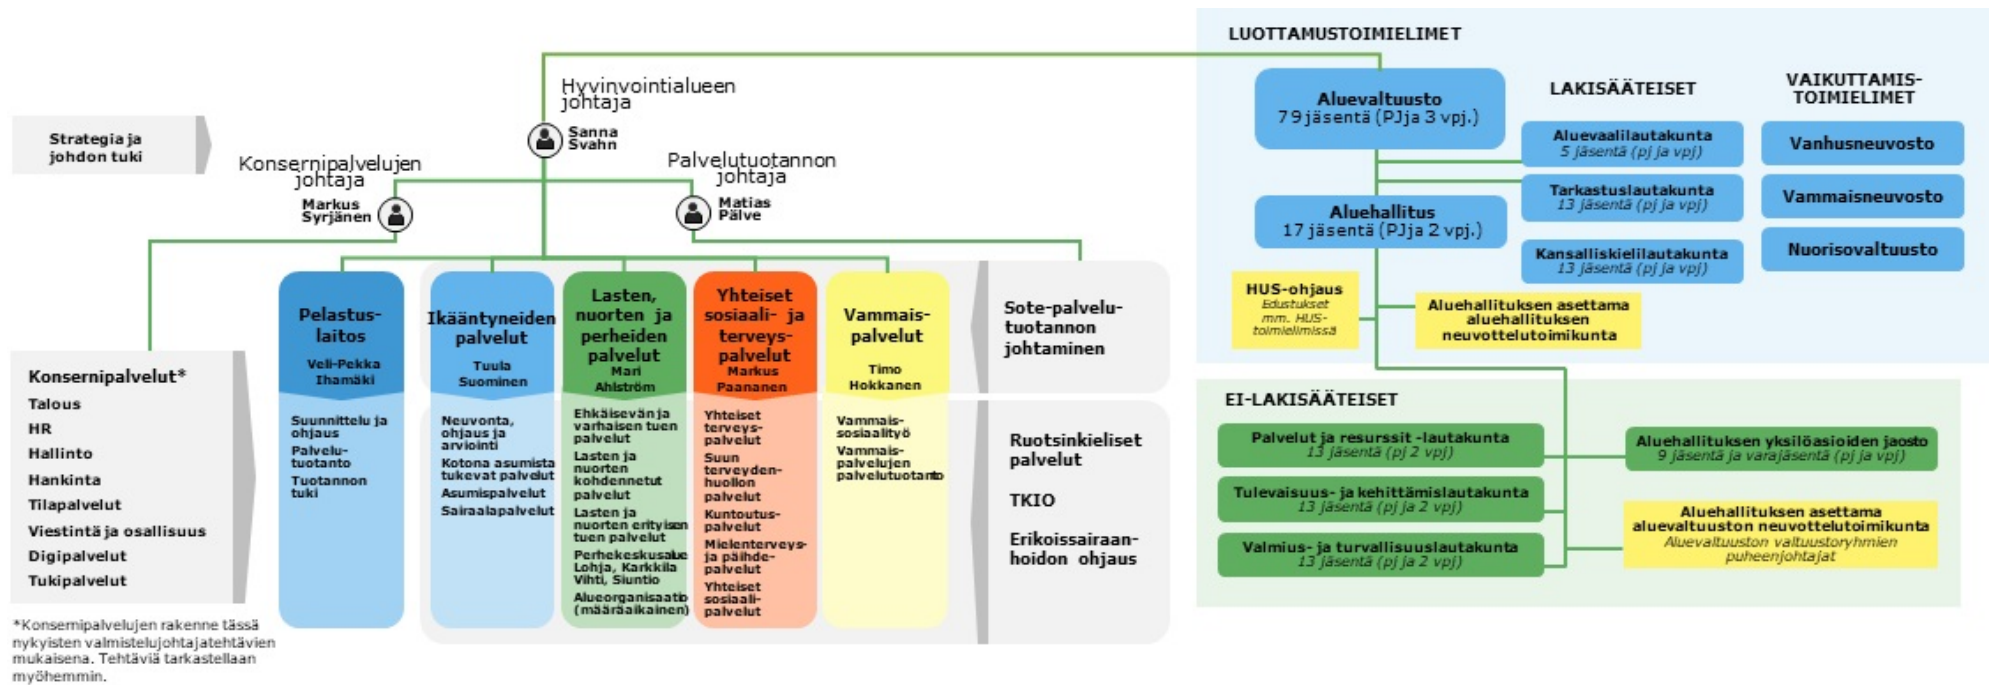 Strategia ja
johdon tuki
Hyvinvointialueen
johtaja
Sanna
Svahn
Konsernipalvelujen
johtaja
Markus
Syrjänen
Palvelutuotannon
johtaja
Matias
Pälve
Konsernipalvelut*
Talous
HR
Hallinto
Hankinta
Tilapalvelut
Viestintä ja osallisuus
Digipalvelut
Tukipalvelut
*Konsernipalvelujen rakenne tässä
nykyisten valmistelujohtajatehtävien
mukaisena. Tehtäviä tarkastellaan
myöhemmin.
Pelastus-
laitos
Veli-Pekka
Ihamäki
Suunnittelu ja
ohjaus
Palvelu-
tuotanto
Tuotannon
tuki
Ikääntyneiden
palvelut
Tuula
Suominen
Neuvonta,
ohjaus ja
arviointi
Kotona asumista
tukevat palvelut
Asumispalvelut
Sairaalapalvelut
Lasten,
nuorten ja
perheiden
palvelut
Mari
Ahlström
Ehkäisevän ja
varhaisen tuen
palvelut
Lasten ja
nuorten
kohdennetut
palvelut
Lasten ja
nuorten erityisen
tuen palvelut
Perhekeskusalue
Lohja, Karkkila
Vihti, Siuntio
Alueorganisaatio
(määräaikainen)
Yhteiset
sosiaali- ja
terveys-
palvelut
Markus
Paananen
Yhteiset
terveys-
palvelut
Suun
terveyden-
huollon
palvelut
Kuntoutus-
palvelut
Mielenterveys-
ja päihde-
palvelut
Yhteiset
sosiaali-
palvelut
Vammais-
palvelut
Timo
Hokkanen
Vammais-
sosiaalityö
Vammais-
palvelujen
palvelutuotanto
Sote-palvelu-
tuotannon
johtaminen
Ruotsinkieliset
palvelut
TKIO
Erikoissairaan-
hoidon ohjaus
LUOTTAMUSTOIMIELIMET
Aluevaltuusto
79 jäsentä (PJ ja 3 vpj.)
Aluehallitus
17 jäsentä (PJ ja 2 vpj.)
HUS-ohjaus
Edustukset
mm. HUS-
toimielimissä
Aluehallituksen asettama
aluehallituksen
neuvottelutoimikunta
LAKISÄÄTEISET
Aluevaalilautakunta
5 jäsentä (pj ja vpj)
Tarkastuslautakunta
13 jäsentä (pj ja vpj)
Kansalliskielilautakunta
13 jäsentä (pj ja vpj)
VAIKUTTAMIS-
TOIMIELIMET
Vanhusneuvosto
Vammaisneuvosto
Nuorisovaltuusto
EI-LAKISÄÄTEISET
Palvelut ja resurssit -lautakunta
13 jäsentä (pj 2 vpj)
Tulevaisuus- ja kehittämislautakunta
13 jäsentä (pj ja 2 vpj)
Valmius- ja turvallisuuslautakunta
13 jäsentä (pj ja 2 vpj)
Aluehallituksen yksilöasioiden jaosto
9 jäsentä ja varajäsentä (pj ja vpj)
Aluehallituksen asettama
aluevaltuuston neuvottelutoimikunta
Aluevaltuuston valtuustoryhmien
puheenjohtajat